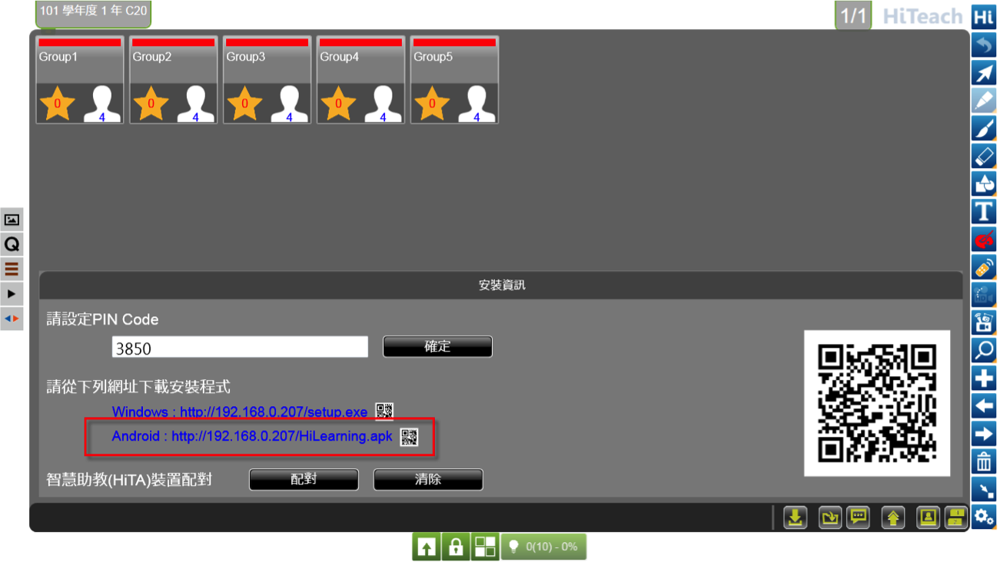 101 學年度 1 年 C20
1/1 HiTeach Hi
Group1 Group2 Group3 Group4 Group5
0 4 0 4 0 4 0 4 0 4
Q
T
安裝資訊
請設定PIN Code
3850 確定
請從下列網址下載安裝程式
Windows : http://192.168.0.207/setup.exe
Android : http://192.168.0.207/HiLearning.apk
智慧助教(HiTA)裝置配對 配對 清除
0(10) - 0%